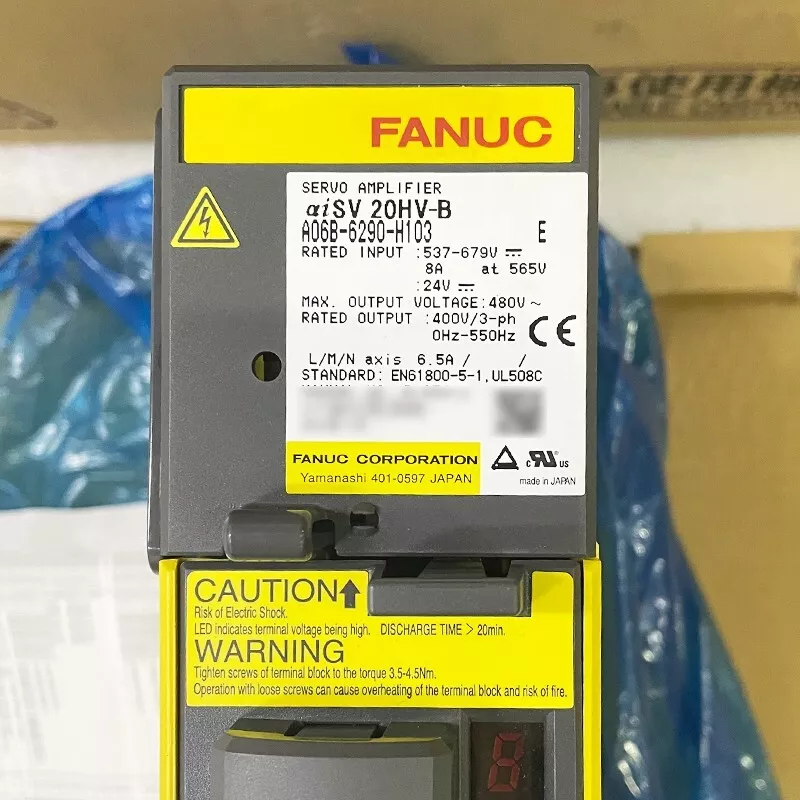 使用
FANUC
SERVO AMPLIFIER
αiSV 20HV-B
A06B-6290-H103 E
RATED INPUT :537-679V ⎓
8A at 565V
:24V ⎓
MAX. OUTPUT VOLTAGE:480V ~
RATED OUTPUT :400V/3-ph
0Hz-550Hz
CE
L/M/N axis 6.5A / /
STANDARD: EN61800-5-1,UL508C
FANUC CORPORATION
Yamanashi 401-0597 JAPAN
c RU US
made in JAPAN
CAUTION↑
Risk of Electric Shock.
LED indicates terminal voltage being high. DISCHARGE TIME > 20min.
WARNING
Tighten screws of terminal block to the torque 3.5-4.5Nm.
Operation with loose screws can cause overheating of the terminal block and risk of fire.
8